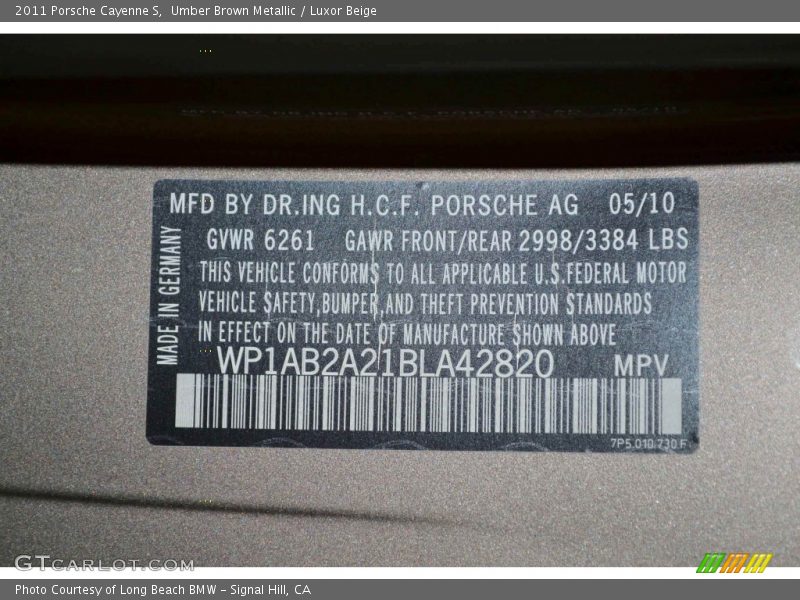 2011 Porsche Cayenne S,  Umber Brown Metallic / Luxor Beige
MFD BY DR.ING H.C.F. PORSCHE AG 05/10
GVWR 6261 GAWR FRONT/REAR 2998/3384 LBS
THIS VEHICLE CONFORMS TO ALL APPLICABLE U.S.FEDERAL MOTOR
VEHICLE SAFETY,BUMPER,AND THEFT PREVENTION STANDARDS
IN EFFECT ON THE DATE OF MANUFACTURE SHOWN ABOVE
MADE IN GERMANY
WP1AB2A21BLA42820 MPV
7P5.010.730.F
GTcarlot.com
Photo Courtesy of Long Beach BMW - Signal Hill, CA